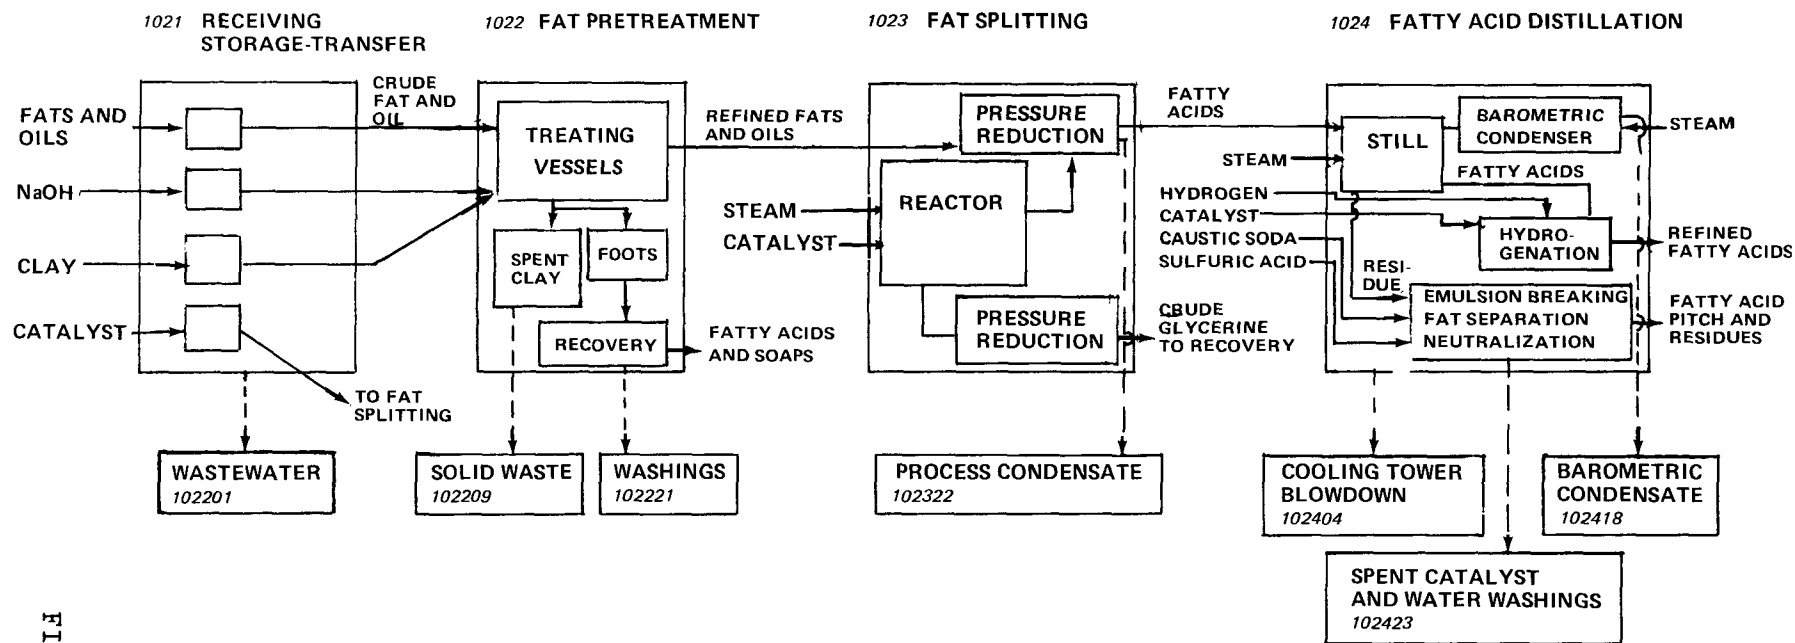 1021 RECEIVING
STORAGE-TRANSFER
1022 FAT PRETREATMENT
1023 FAT SPLITTING
1024 FATTY ACID DISTILLATION
FATS AND
OILS
NaOH
CLAY
CATALYST
CRUDE
FAT AND
OIL
TO FAT
SPLITTING
WASTEWATER
102201
TREATING
VESSELS
SPENT
CLAY
FOOTS
RECOVERY
REFINED FATS
AND OILS
FATTY ACIDS
AND SOAPS
SOLID WASTE
102209
WASHINGS
102221
STEAM
CATALYST
PRESSURE
REDUCTION
REACTOR
PRESSURE
REDUCTION
FATTY
ACIDS
CRUDE
GLYCERINE
TO RECOVERY
PROCESS CONDENSATE
102322
STEAM
HYDROGEN
CATALYST
CAUSTIC SODA
SULFURIC ACID
STILL
BAROMETRIC
CONDENSER
STEAM
FATTY ACIDS
HYDRO-
GENATION
REFINED
FATTY ACIDS
RESI-
DUE
EMULSION BREAKING
FAT SEPARATION
NEUTRALIZATION
FATTY ACID
PITCH AND
RESIDUES
COOLING TOWER
BLOWDOWN
102404
BAROMETRIC
CONDENSATE
102418
SPENT CATALYST
AND WATER WASHINGS
102423